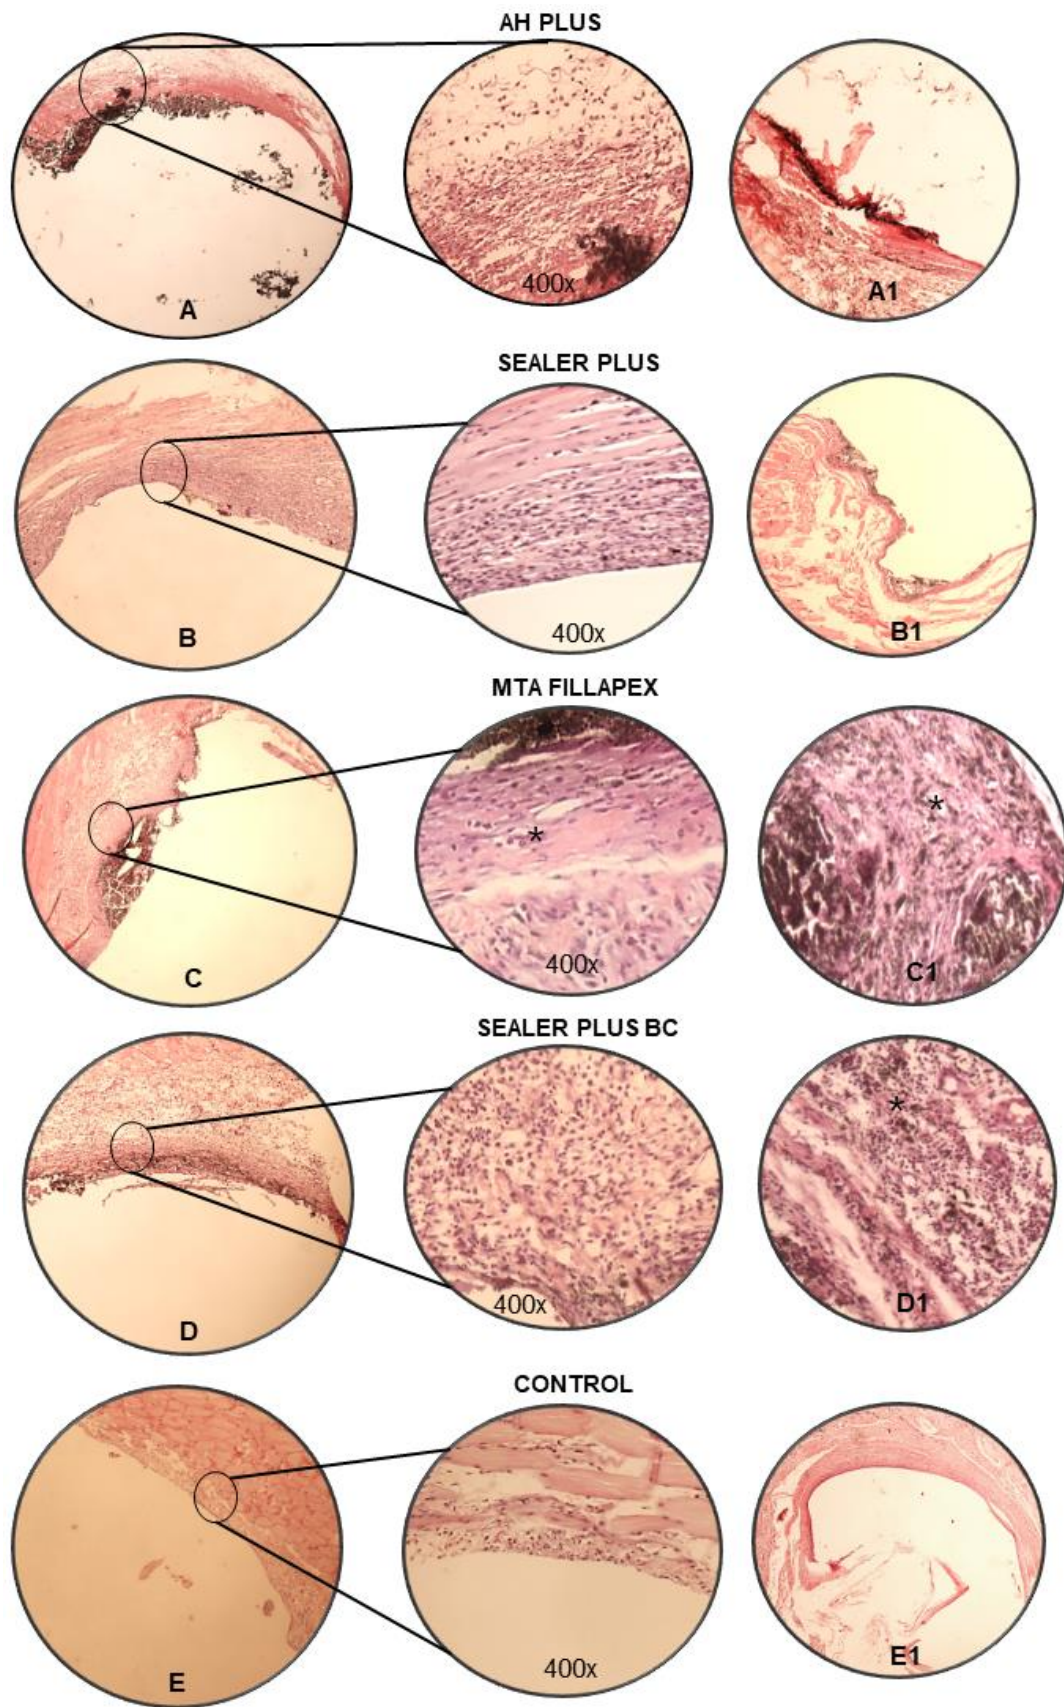 AH PLUS
A
400x
A1
SEALER PLUS
B
400x
B1
MTA FILLAPEX
C
*
400x
*
C1
SEALER PLUS BC
D
400x
*
D1
CONTROL
E
400x
E1